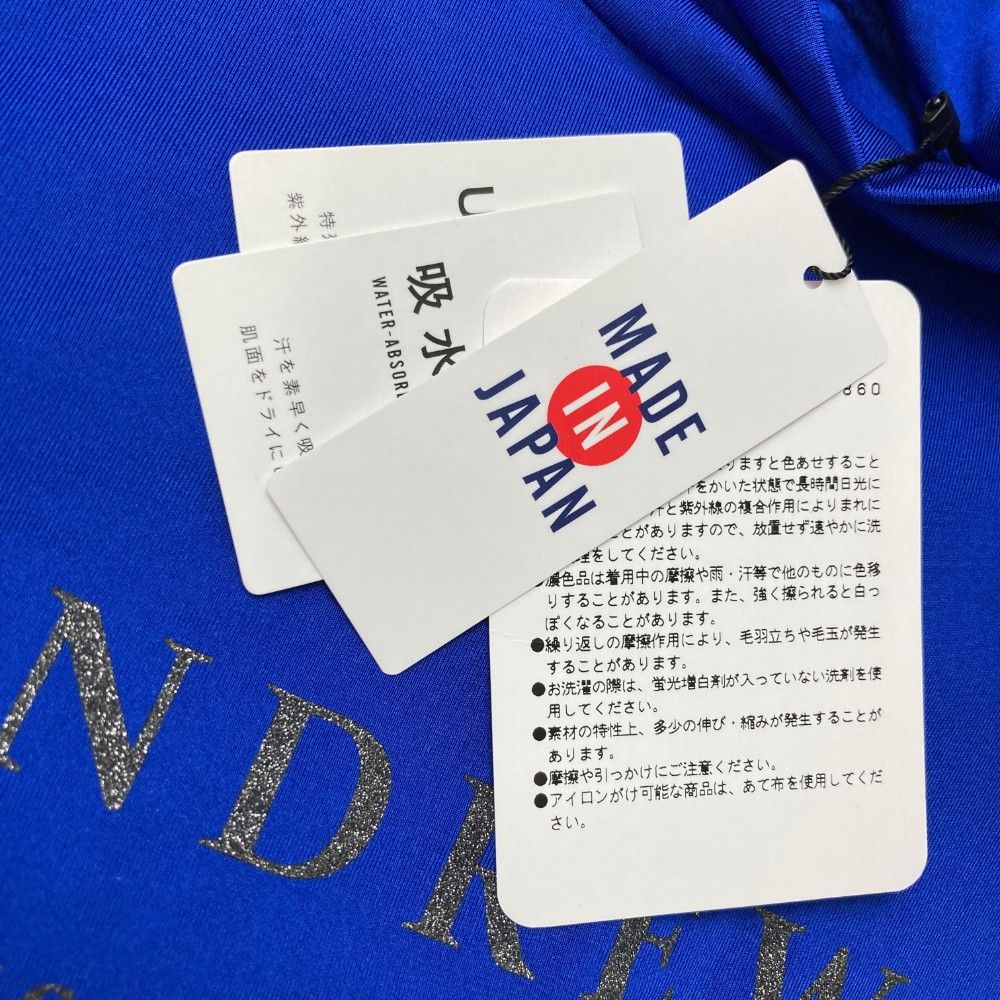 U
特
紫外
吸水
WATER-ABSORB
汗を素早く吸
肌面をドライに
MADE
IN
JAPAN
860
りますと色あせすること
をかいた状態で長時間日光に
汗と紫外線の複合作用によりまれに
ことがありますので、放置せず速やかに洗
理をしてください。
●濃色品は着用中の摩擦や雨・汗等で他のものに色移
りすることがあります。また、強く擦られると白っ
ぽくなることがあります。
●繰り返しの摩擦作用により、毛羽立ちや毛玉が発生
することがあります。
●お洗濯の際は、蛍光増白剤が入っていない洗剤を使
用してください。
●素材の特性上、多少の伸び・縮みが発生することが
あります。
●摩擦や引っかけにご注意ください。
●アイロンがけ可能な商品は、あて布を使用してくだ
さい。
NDREW